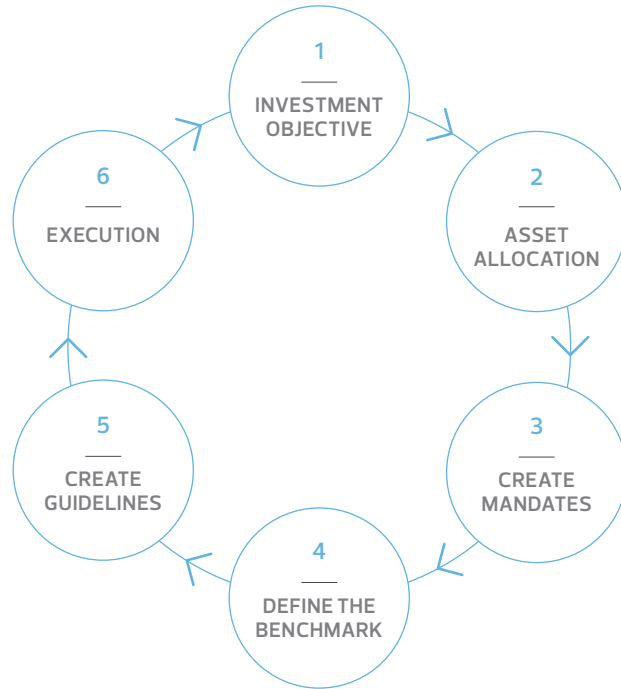 1
INVESTMENT
OBJECTIVE
2
ASSET
ALLOCATION
3
CREATE
MANDATES
4
DEFINE THE
BENCHMARK
5
CREATE
GUIDELINES
6
EXECUTION